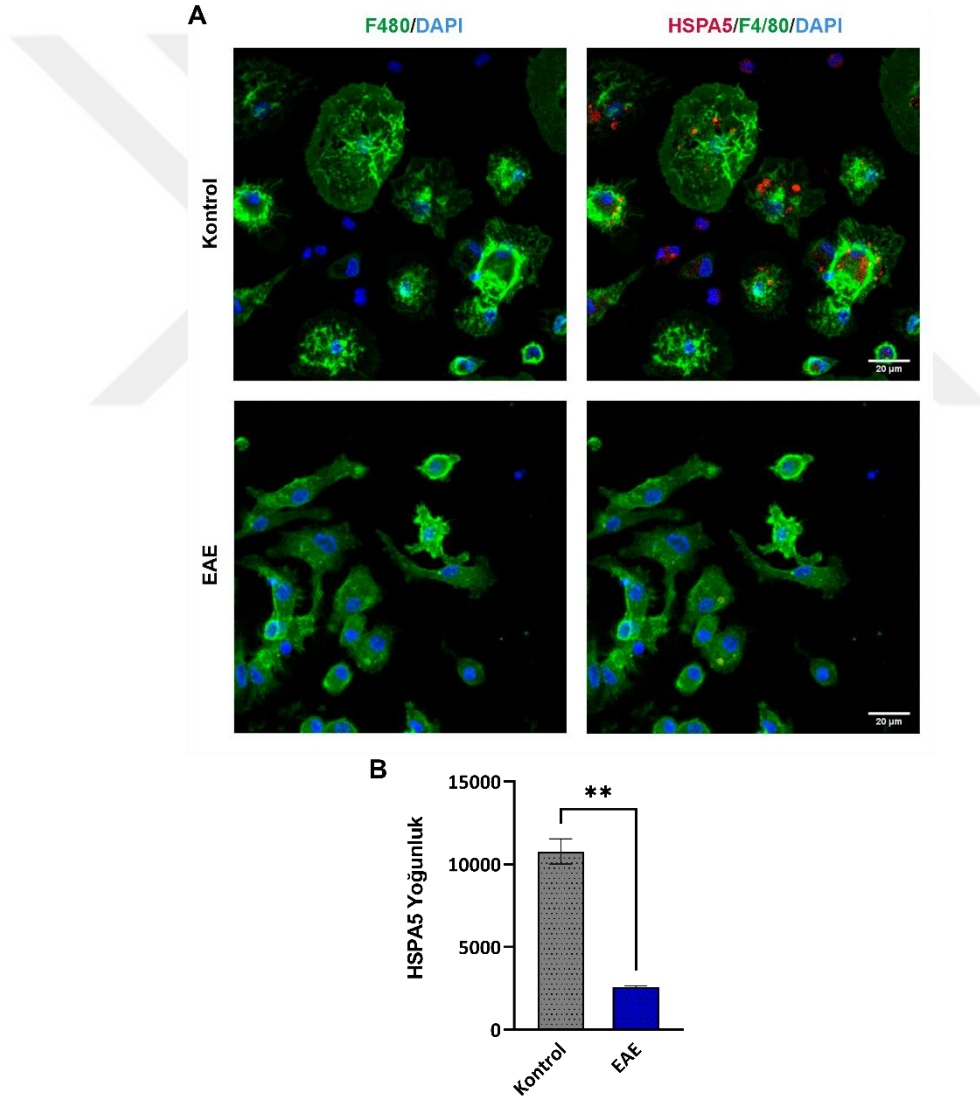 A
F480/DAPI
HSPA5/F4/80/DAPI
Kontrol
20 µm
EAE
20 µm
B
HSPA5 Yoğunluk
15000
10000
5000
0
**
Kontrol
EAE